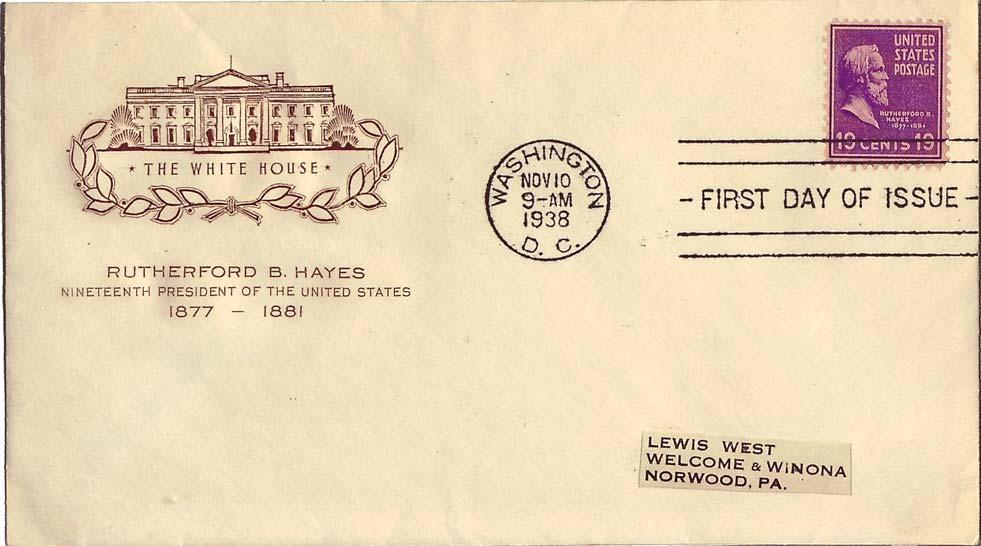 * THE WHITE HOUSE *
RUTHERFORD B. HAYES
NINETEENTH PRESIDENT OF THE UNITED STATES
1877 – 1881
WASHINGTON
NOV 10
9-AM
1938
D. C.
UNITED
STATES
POSTAGE
RUTHERFORD B.
HAYES
1877-1881
19 CENTS 19
- FIRST DAY OF ISSUE -
LEWIS WEST
WELCOME & WINONA
NORWOOD, PA.